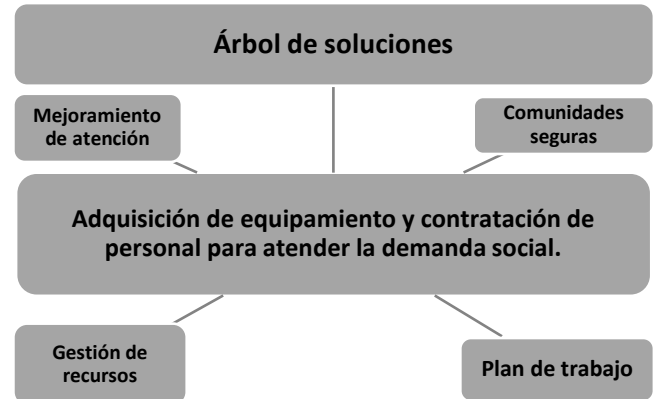 Árbol de soluciones
Mejoramiento
de atención
Comunidades
seguras
Adquisición de equipamiento y contratación de
personal para atender la demanda social.
Gestión de
recursos
Plan de trabajo